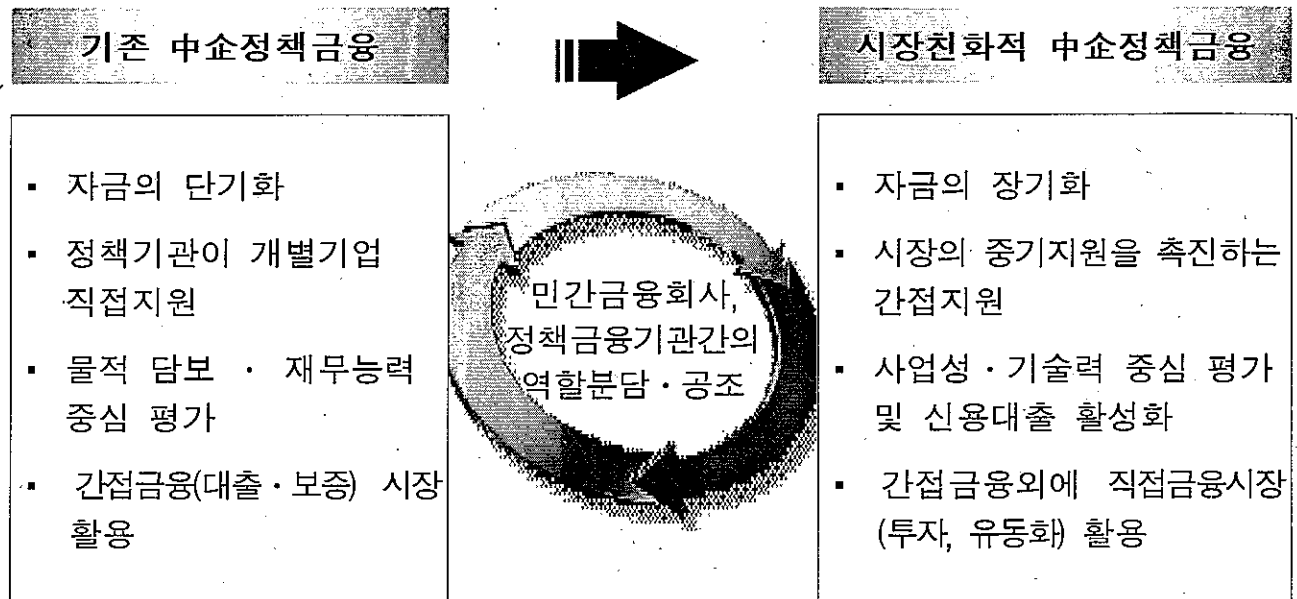 기존 中企정책금융
▪ 자금의 단기화
▪ 정책기관이 개별기업
직접지원
▪ 물적 담보 · 재무능력
중심 평가
▪ 간접금융(대출·보증) 시장
활용
민간금융회사,
정책금융기관간의
역할분담·공조
시장친화적 中企정책금융
▪ 자금의 장기화
▪ 시장의 중기지원을 촉진하는
간접지원
▪ 사업성·기술력 중심 평가
및 신용대출 활성화
▪ 간접금융외에 직접금융시장
(투자, 유동화) 활용